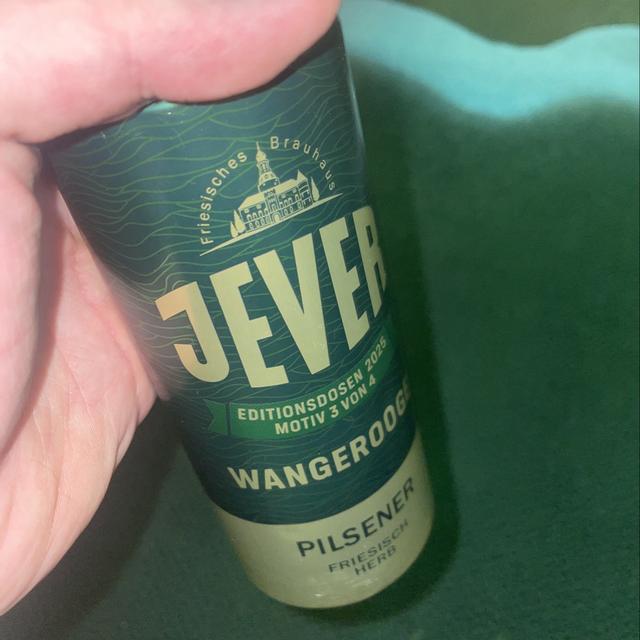 Friesisches Brauhaus
JEVER
EDITIONSDOSEN 2025
MOTIV 3 VON 4
WANGEROOGE
PILSENER
FRIESISCH
HERB